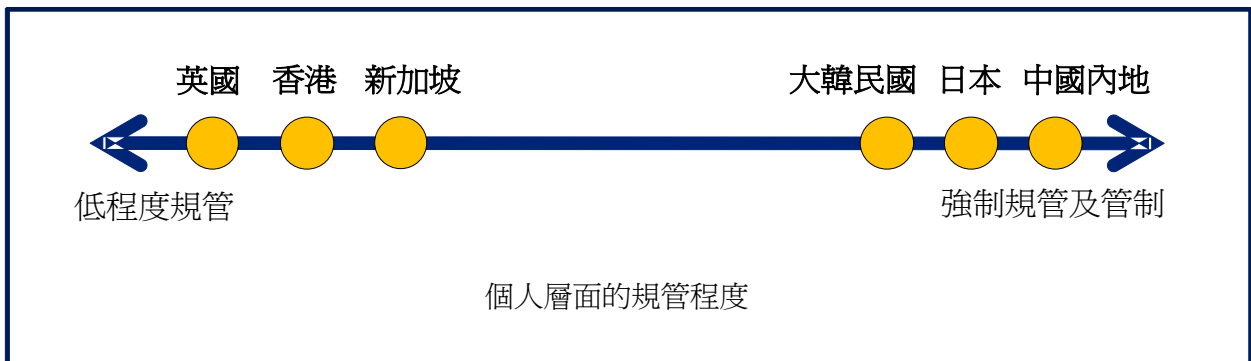 英國 香港 新加坡 大韓民國 日本 中國內地
低程度規管 強制規管及管制
個人層面的規管程度